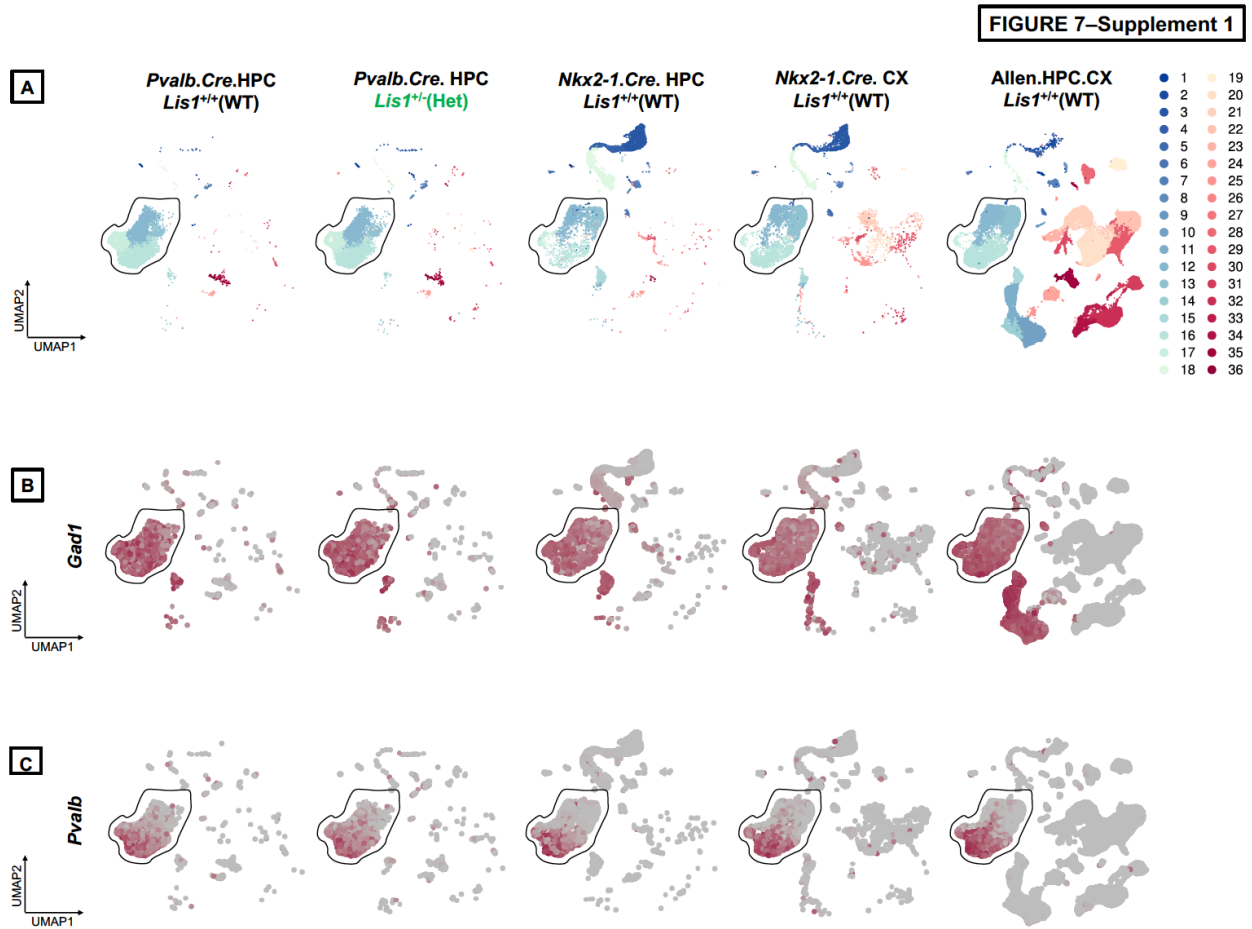 FIGURE 7–Supplement 1
A
Pvalb.Cre.HPC
Lis1+/+(WT)
Pvalb.Cre. HPC
Lis1+/-(Het)
Nkx2-1.Cre. HPC
Lis1+/+(WT)
Nkx2-1.Cre. CX
Lis1+/+(WT)
Allen.HPC.CX
Lis1+/+(WT)
1 19
2 20
3 21
4 22
5 23
6 24
7 25
8 26
9 27
10 28
11 29
12 30
13 31
14 32
15 33
16 34
17 35
18 36
UMAP2
UMAP1
B
Gad1
UMAP2
UMAP1
C
Pvalb
UMAP2
UMAP1